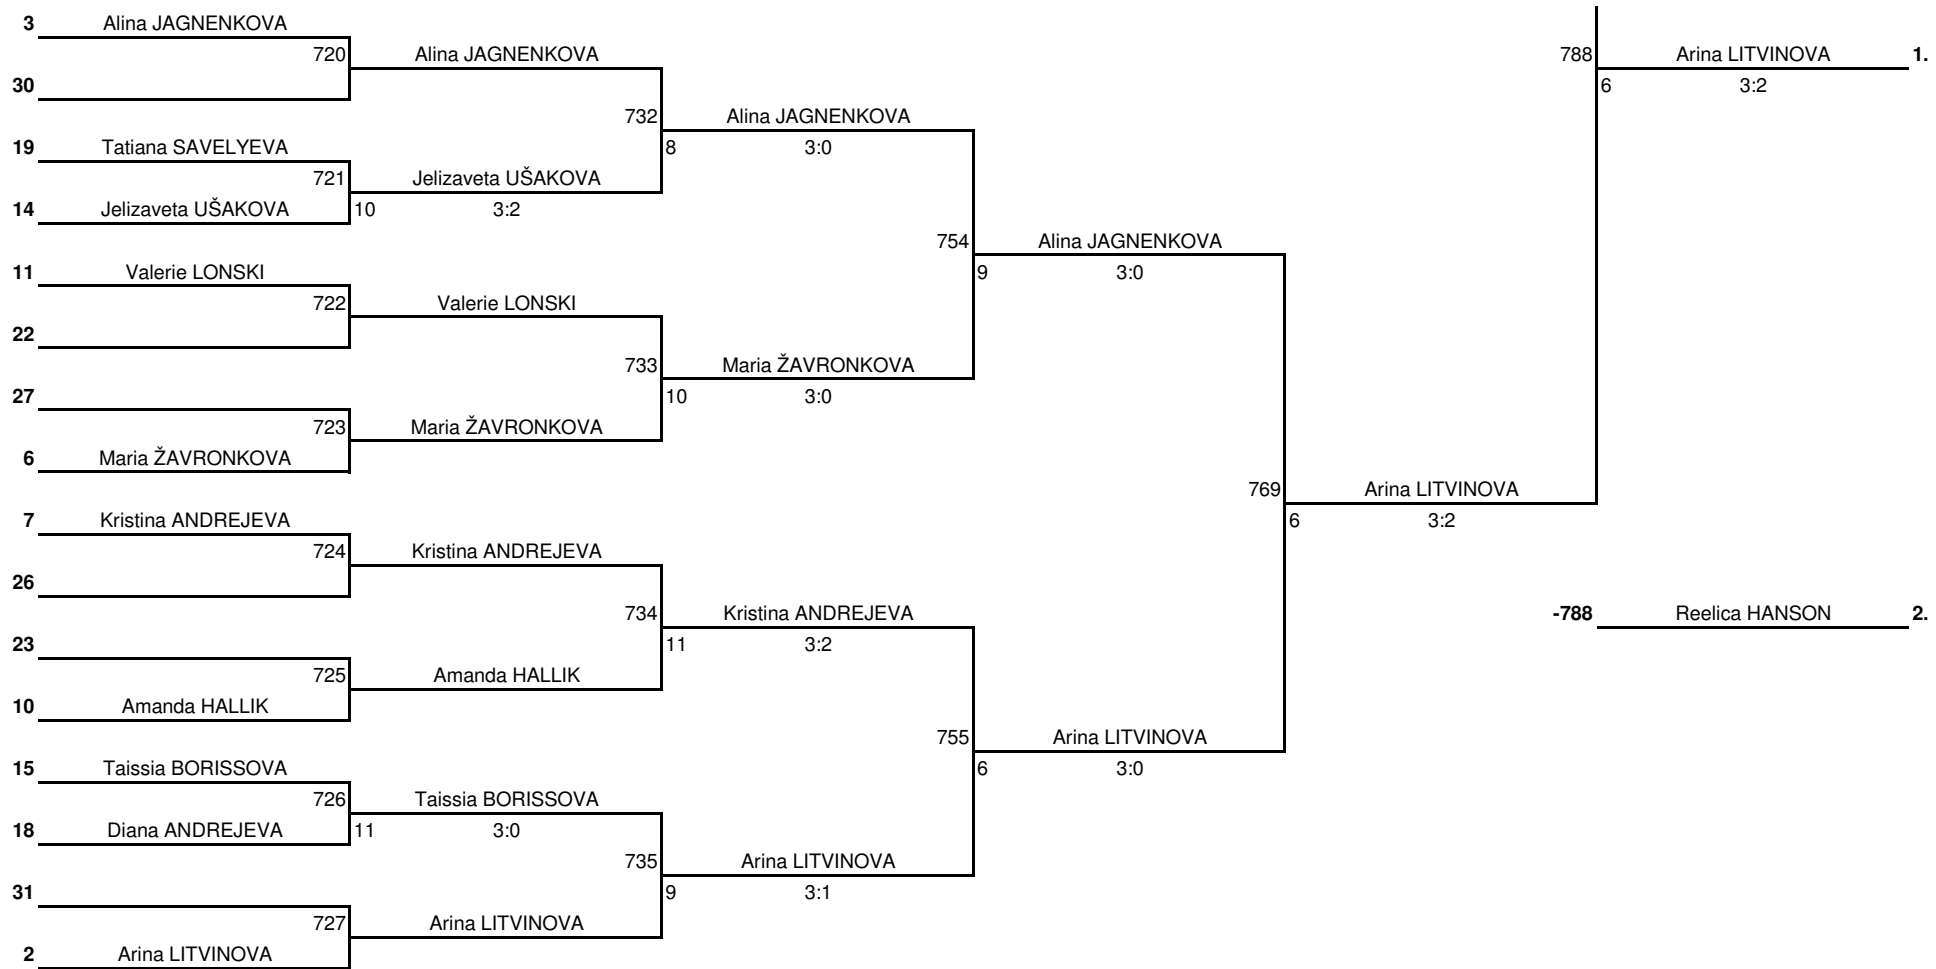 3 Alina JAGNENKOVA
720 Alina JAGNENKOVA 788 Arina LITVINOVA 1.
30 6 3:2
732 Alina JAGNENKOVA
19 Tatiana SAVELYEVA 8 3:0
721 Jelizaveta UŠAKOVA
14 Jelizaveta UŠAKOVA 10 3:2
754 Alina JAGNENKOVA
11 Valerie LONSKI 9 3:0
722 Valerie LONSKI
22
733 Maria ŽAVRONKOVA
27 10 3:0
723 Maria ŽAVRONKOVA
6 Maria ŽAVRONKOVA
769 Arina LITVINOVA
7 Kristina ANDREJEVA 6 3:2
724 Kristina ANDREJEVA
26
734 Kristina ANDREJEVA -788 Reelica HANSON 2.
23 11 3:2
725 Amanda HALLIK
10 Amanda HALLIK
755 Arina LITVINOVA
15 Taissia BORISSOVA 6 3:0
726 Taissia BORISSOVA
18 Diana ANDREJEVA 11 3:0
735 Arina LITVINOVA
31 9 3:1
727 Arina LITVINOVA
2 Arina LITVINOVA